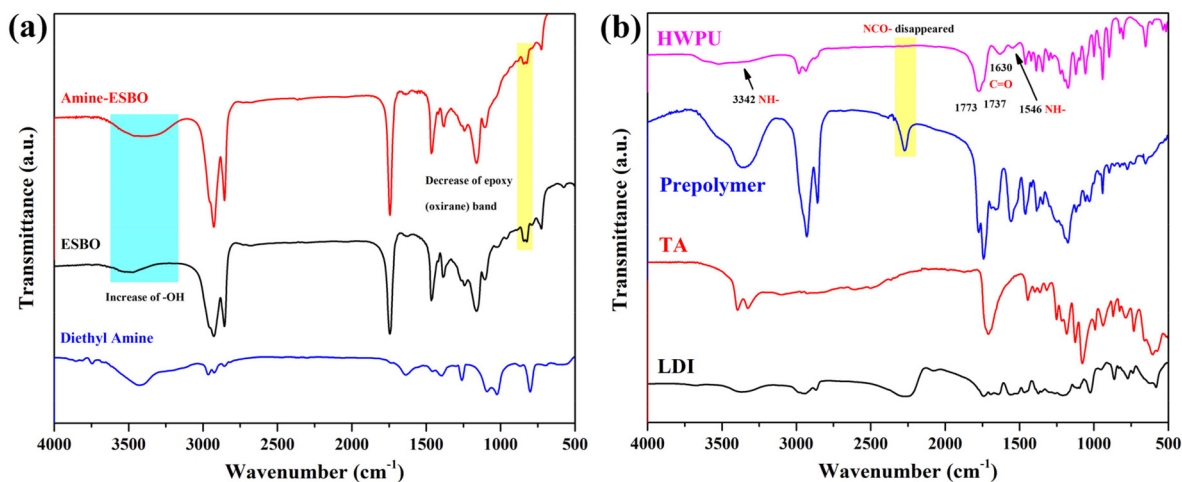 (a)
Amine-ESBO
Decrease of epoxy
(oxirane) band
ESBO
Increase of -OH
Diethyl Amine
Transmittance (a.u.)
4000 3500 3000 2500 2000 1500 1000 500
Wavenumber (cm-1)
(b)
HWPU
NCO- disappeared
3342 NH-
1630
C=O
1773 1737 1546 NH-
Prepolymer
TA
LDI
Transmittance (a.u.)
4000 3500 3000 2500 2000 1500 1000 500
Wavenumber (cm-1)